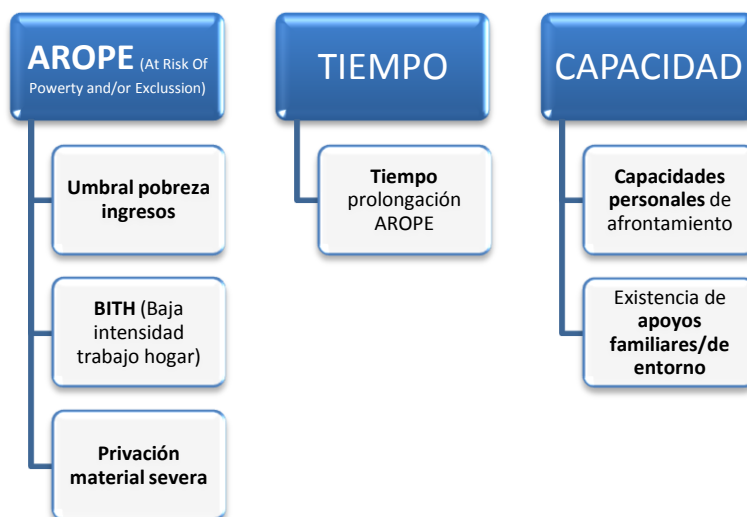 AROPE (At Risk Of
Powerty and/or Exclussion)
Umbral pobreza
ingresos
BITH (Baja
intensidad
trabajo hogar)
Privación
material severa
TIEMPO
Tiempo
prolongación
AROPE
CAPACIDAD
Capacidades
personales de
afrontamiento
Existencia de
apoyos
familiares/de
entorno